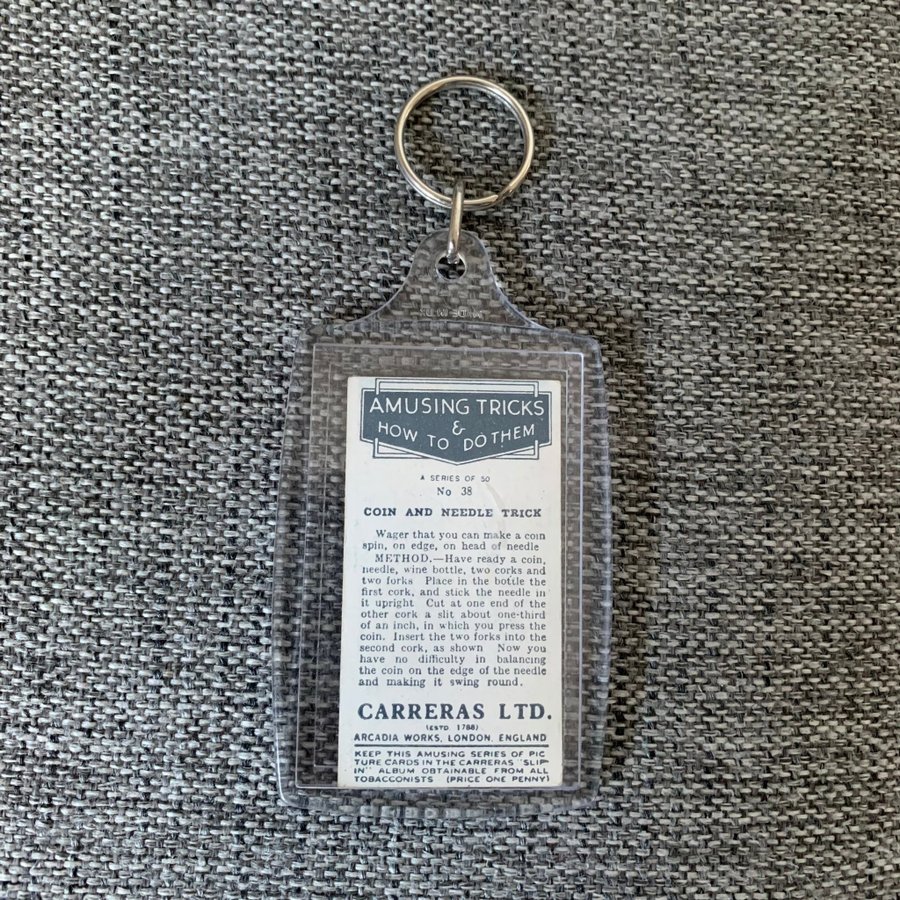 AMUSING TRICKS
&
HOW TO DO THEM
A SERIES OF 50
No 38
COIN AND NEEDLE TRICK
Wager that you can make a coin
spin, on edge, on head of needle
METHOD.—Have ready a coin,
needle, wine bottle, two corks and
two forks Place in the bottle the
first cork, and stick the needle in
it upright Cut at one end of the
other cork a slit about one-third
of an inch, in which you press the
coin. Insert the two forks into the
second cork, as shown Now you
have no difficulty in balancing
the coin on the edge of the needle
and making it swing round.
CARRERAS LTD.
(ESTD 1788)
ARCADIA WORKS, LONDON, ENGLAND
KEEP THIS AMUSING SERIES OF PIC
TURE CARDS IN THE CARRERAS "SLIP-
IN" ALBUM OBTAINABLE FROM ALL
TOBACCONISTS (PRICE ONE PENNY)